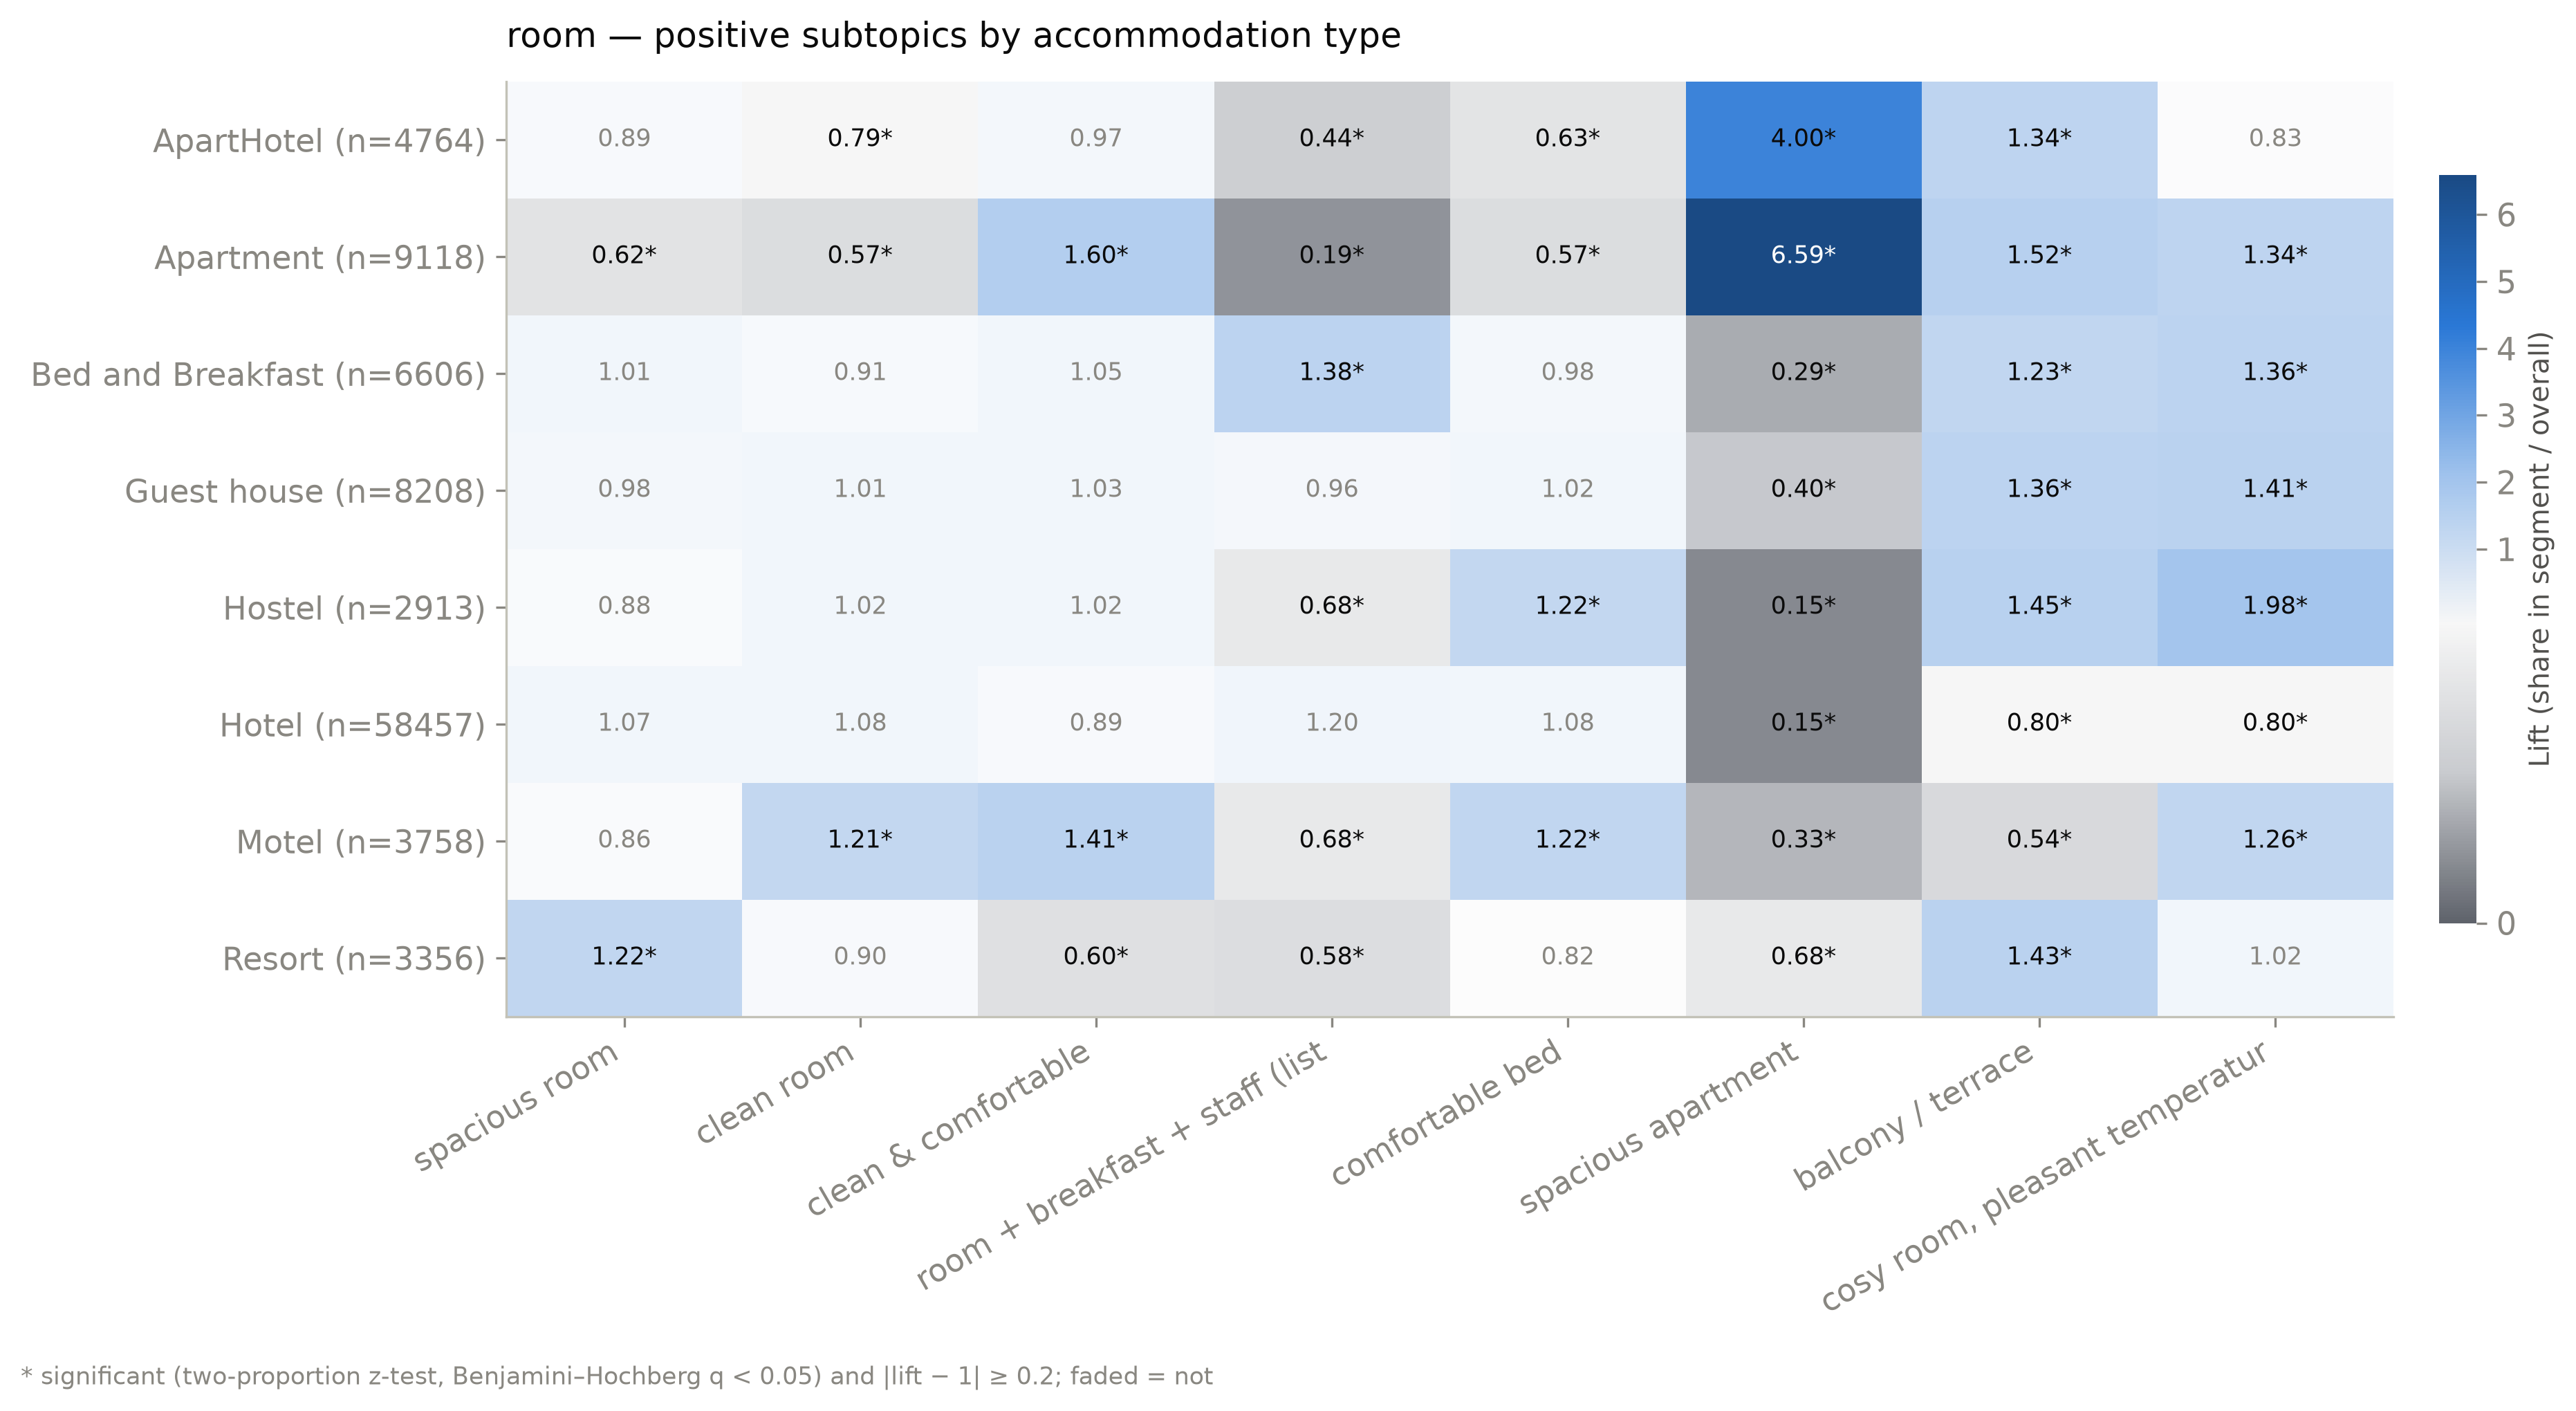 room — positive subtopics by accommodation type
ApartHotel (n=4764) 0.89 0.79* 0.97 0.44* 0.63* 4.00* 1.34* 0.83
Apartment (n=9118) 0.62* 0.57* 1.60* 0.19* 0.57* 6.59* 1.52* 1.34*
Bed and Breakfast (n=6606) 1.01 0.91 1.05 1.38* 0.98 0.29* 1.23* 1.36*
Guest house (n=8208) 0.98 1.01 1.03 0.96 1.02 0.40* 1.36* 1.41*
Hostel (n=2913) 0.88 1.02 1.02 0.68* 1.22* 0.15* 1.45* 1.98*
Hotel (n=58457) 1.07 1.08 0.89 1.20 1.08 0.15* 0.80* 0.80*
Motel (n=3758) 0.86 1.21* 1.41* 0.68* 1.22* 0.33* 0.54* 1.26*
Resort (n=3356) 1.22* 0.90 0.60* 0.58* 0.82 0.68* 1.43* 1.02
spacious room
clean room
clean & comfortable
room + breakfast + staff (list
comfortable bed
spacious apartment
balcony / terrace
cosy room, pleasant temperatur
6
5
4
3
2
1
0
Lift (share in segment / overall)
* significant (two-proportion z-test, Benjamini–Hochberg q < 0.05) and |lift − 1| ≥ 0.2; faded = not